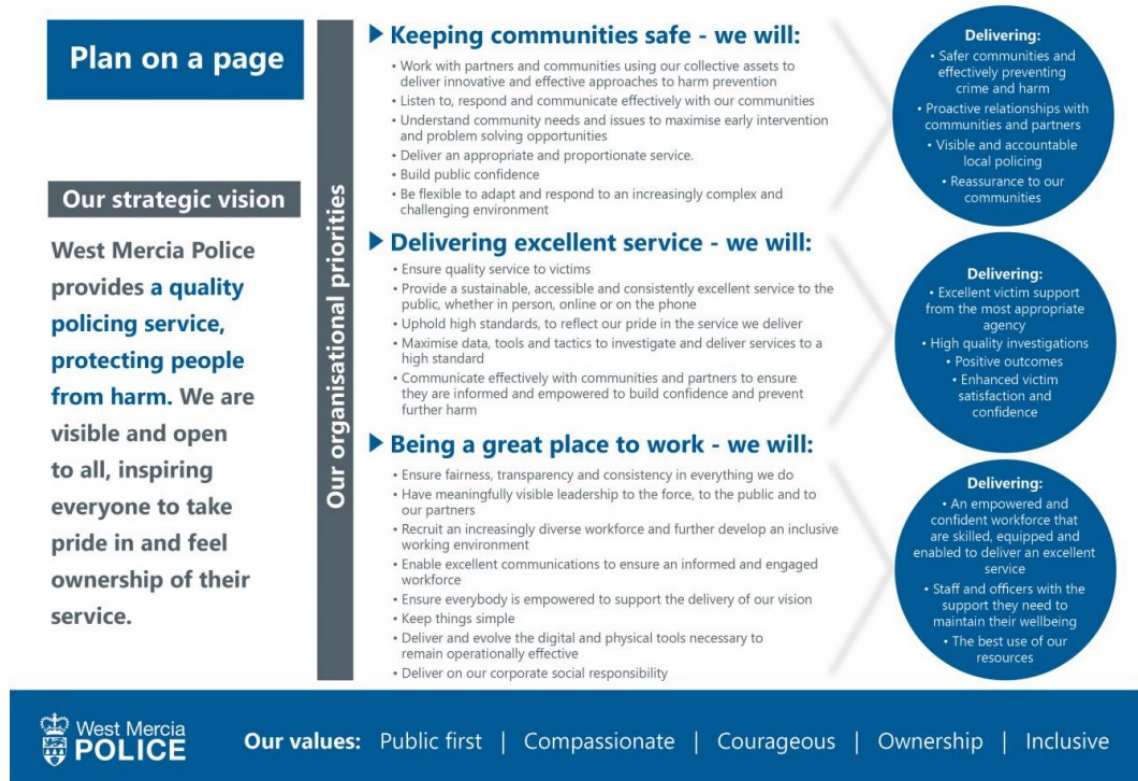 Plan on a page
Our strategic vision
West Mercia Police
provides a quality
policing service,
protecting people
from harm. We are
visible and open
to all, inspiring
everyone to take
pride in and feel
ownership of their
service.
Our organisational priorities
Keeping communities safe - we will:
• Work with partners and communities using our collective assets to
deliver innovative and effective approaches to harm prevention
• Listen to, respond and communicate effectively with our communities
• Understand community needs and issues to maximise early intervention
and problem solving opportunities
• Deliver an appropriate and proportionate service.
• Build public confidence
• Be flexible to adapt and respond to an increasingly complex and
challenging environment
Delivering:
• Safer communities and
effectively preventing
crime and harm
• Proactive relationships with
communities and partners
• Visible and accountable
local policing
• Reassurance to our
communities
Delivering excellent service - we will:
• Ensure quality service to victims
• Provide a sustainable, accessible and consistently excellent service to the
public, whether in person, online or on the phone
• Uphold high standards, to reflect our pride in the service we deliver
• Maximise data, tools and tactics to investigate and deliver services to a
high standard
• Communicate effectively with communities and partners to ensure
they are informed and empowered to build confidence and prevent
further harm
Delivering:
• Excellent victim support
from the most appropriate
agency
• High quality investigations
• Positive outcomes
• Enhanced victim
satisfaction and
confidence
Being a great place to work - we will:
• Ensure fairness, transparency and consistency in everything we do
• Have meaningfully visible leadership to the force, to the public and to
our partners
• Recruit an increasingly diverse workforce and further develop an inclusive
working environment
• Enable excellent communications to ensure an informed and engaged
workforce
• Ensure everybody is empowered to support the delivery of our vision
• Keep things simple
• Deliver and evolve the digital and physical tools necessary to
remain operationally effective
• Deliver on our corporate social responsibility
Delivering:
• An empowered and
confident workforce that
are skilled, equipped and
enabled to deliver an excellent
service
• Staff and officers with the
support they need to
maintain their wellbeing
• The best use of our
resources
West Mercia
POLICE
Our values: Public first | Compassionate | Courageous | Ownership | Inclusive